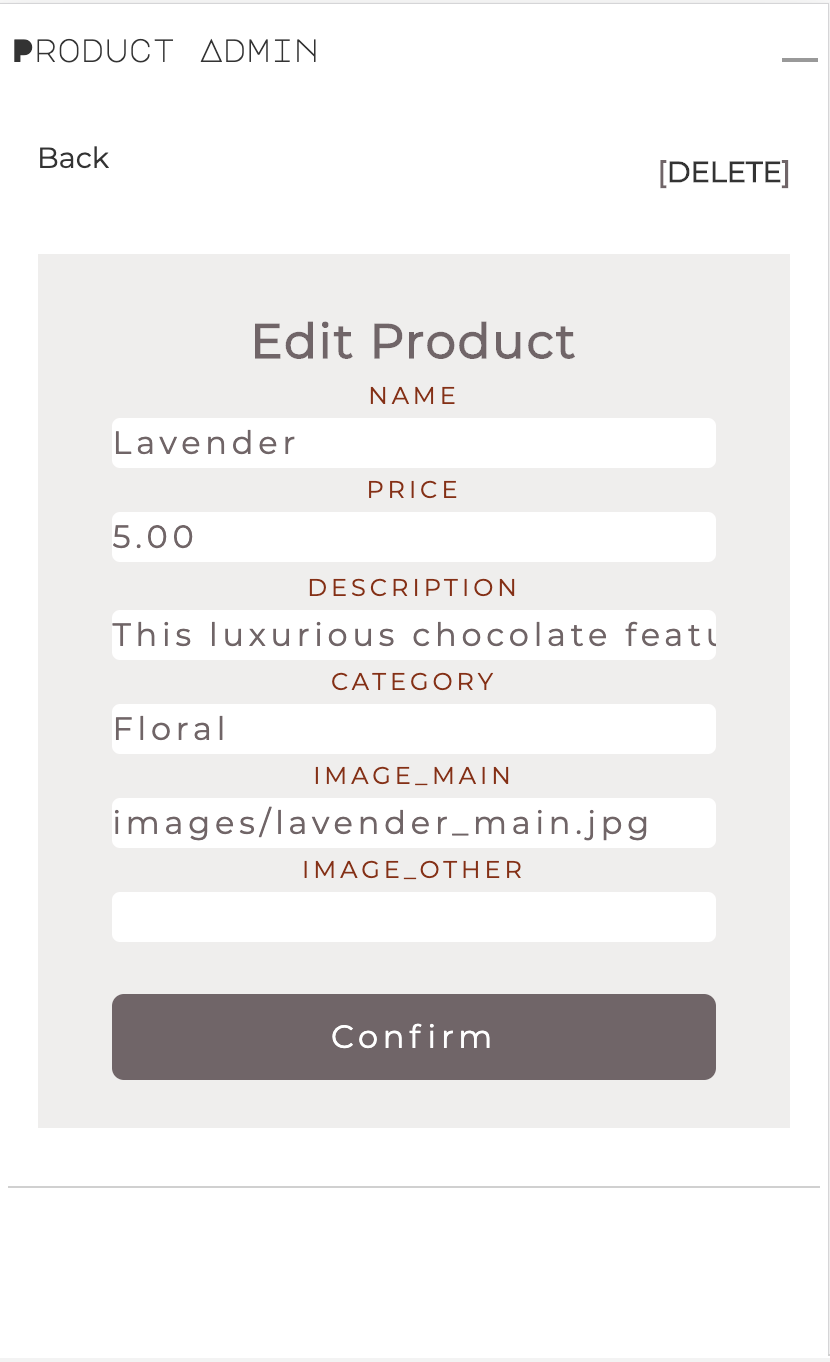 PRODUCT ADMIN
Back
[DELETE]
Edit Product
NAME
Lavender
PRICE
5.00
DESCRIPTION
This luxurious chocolate
CATEGORY
Floral
IMAGE_MAIN
images/lavender_main.jpg
IMAGE_OTHER
Confirm